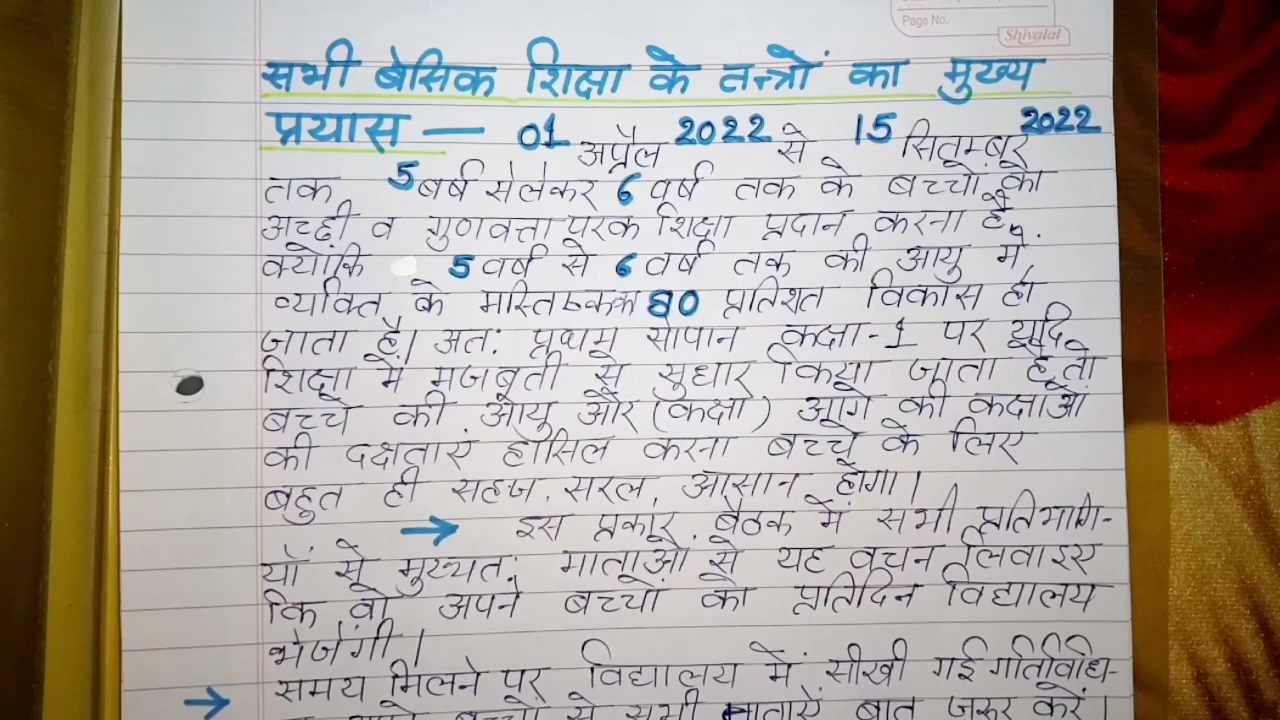 Page No.
Shivalal
सभी बेसिक शिक्षा के तन्त्रों का मुख्य
प्रयास — 01 अप्रैल 2022 से 15 सितम्बर 2022
तक 5 बर्ष से लेकर 6 वर्ष तक के बच्चों को
अच्छी व गुणवत्ता परक शिक्षा प्रदान करना है,
क्योंकि 5 वर्ष से 6 वर्ष तक की आयु में,
व्यक्ति के मस्तिष्कका 80 प्रतिशत विकास हो
जाता है। अत: प्रथम सोपान कक्षा-1 पर यदि
शिक्षा में मजबूती से सुधार किया जाता है तो
बच्चे की आयु और (कक्षा) आगे की कक्षाओं
की दक्षताएं हासिल करना बच्चे के लिए
बहुत ही सहज, सरल, आसान होगा।
→ इस प्रकार, बैठक में सभी प्रतिभागि-
यों से मुख्यत: माताओं से यह वचन लिवाइए
कि वो अपने बच्चों को प्रतिदिन विद्यालय
भेजेंगी।
→ समय मिलने पर विद्यालय में सीखी गई गतिविधि-
बच्चों से सभी माताएँ बात जरूर करें।